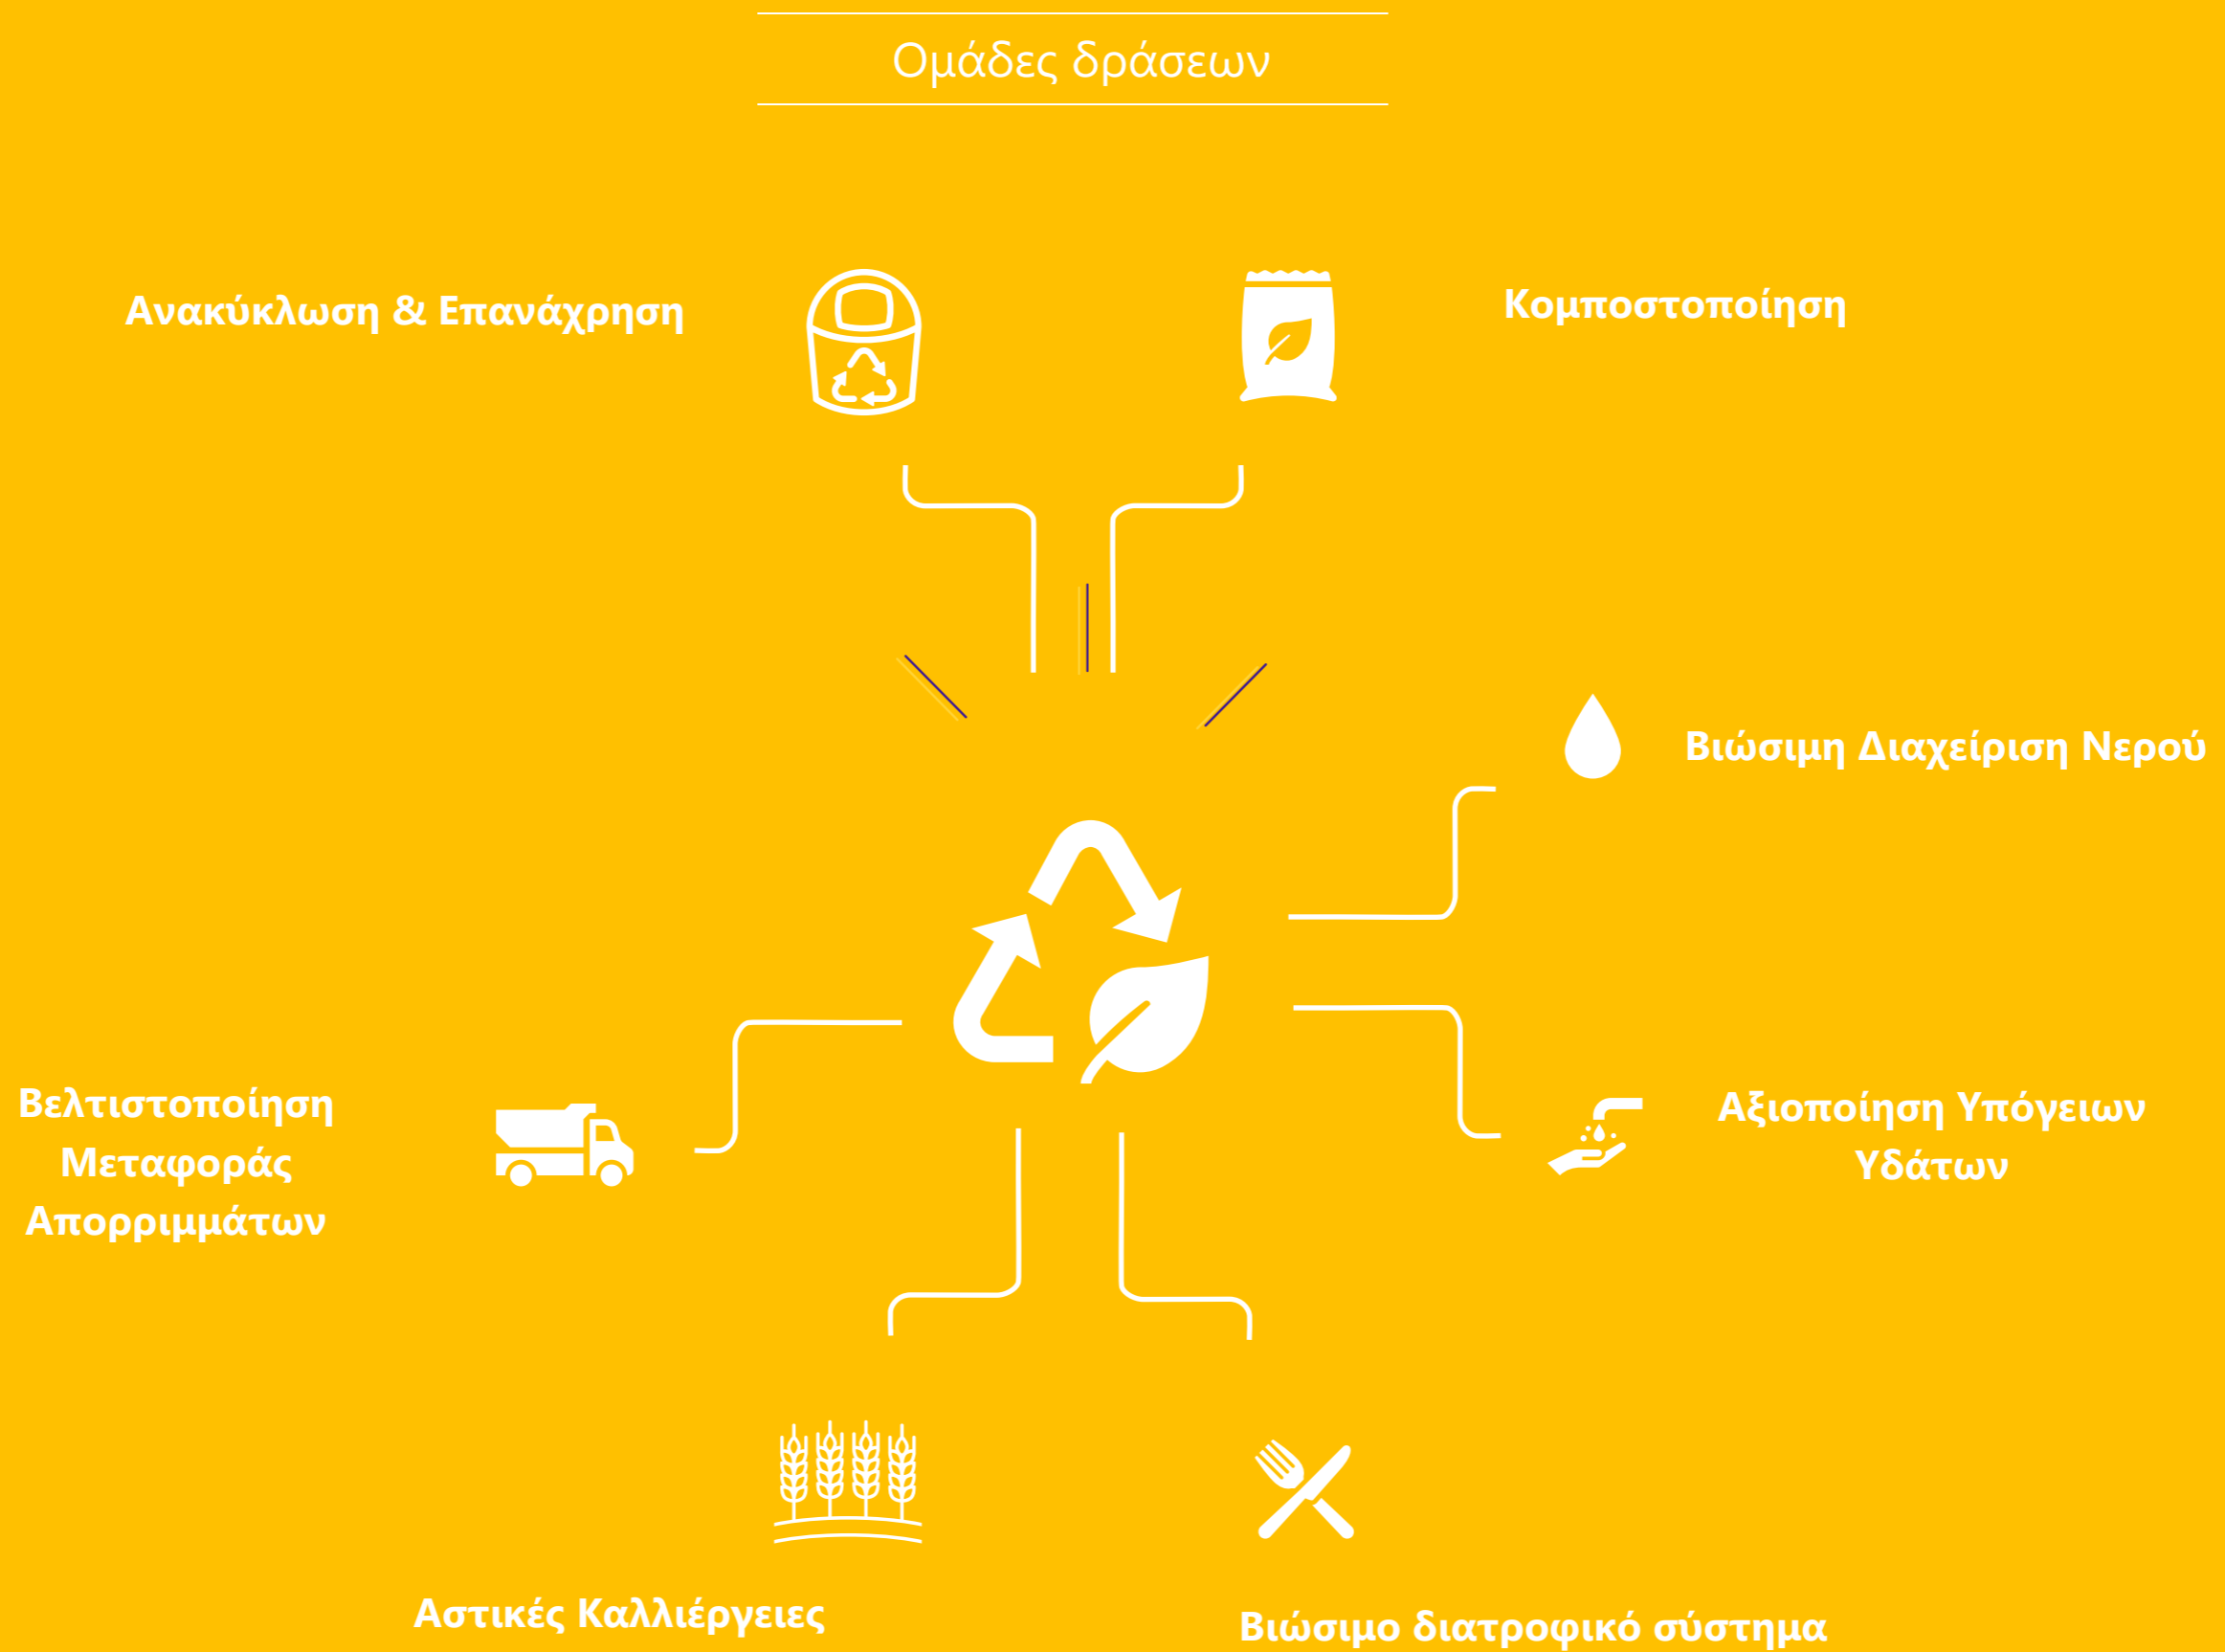 Ομάδες δράσεων
Ανακύκλωση & Επανάχρηση
Κομποστοποίηση
Βιώσιμη Διαχείριση Νερού
Βελτιστοποίηση
Μεταφοράς
Απορριμμάτων
Αξιοποίηση Υπόγειων
Υδάτων
Αστικές Καλλιέργειες
Βιώσιμο διατροφικό σύστημα